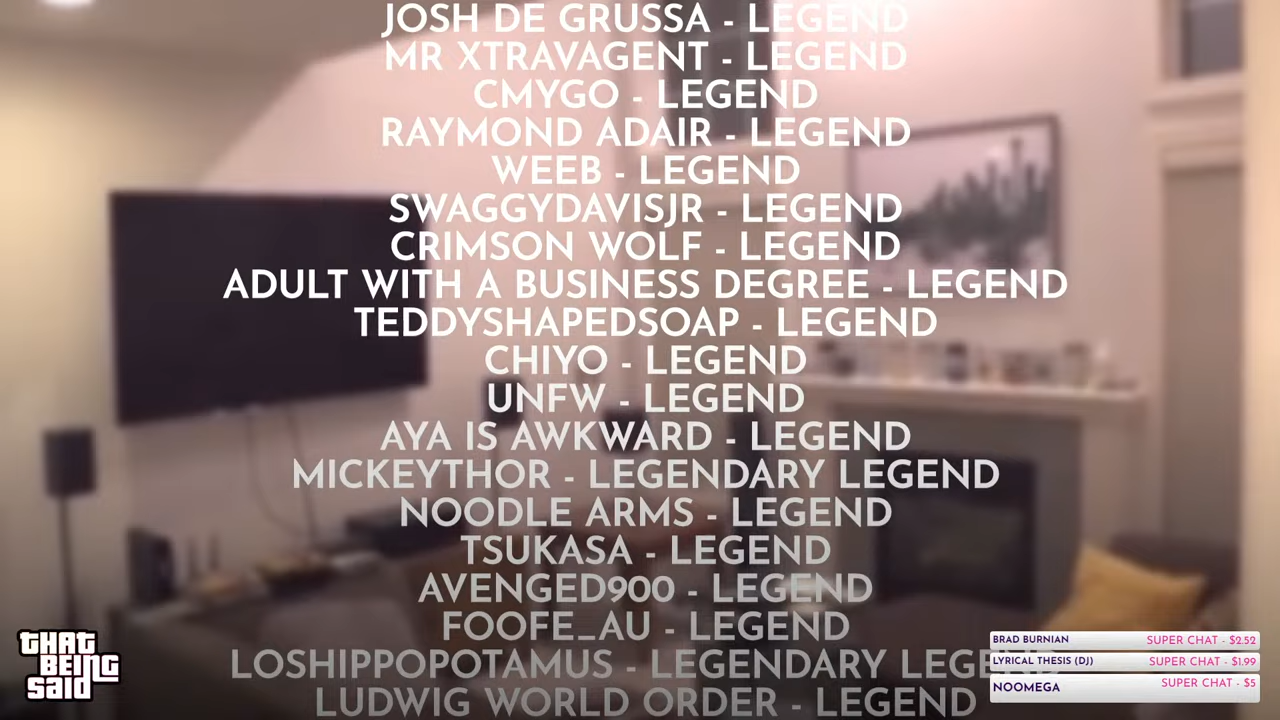 JOSH DE GRUSSA - LEGEND
MR XTRAVAGENT - LEGEND
CMYGO - LEGEND
RAYMOND ADAIR - LEGEND
WEEB - LEGEND
SWAGGYDAVISJR - LEGEND
CRIMSON WOLF - LEGEND
ADULT WITH A BUSINESS DEGREE - LEGEND
TEDDYSHAPEDSOAP - LEGEND
CHIYO - LEGEND
UNFW - LEGEND
AYA IS AWKWARD - LEGEND
MICKEYTHOR - LEGENDARY LEGEND
NOODLE ARMS - LEGEND
TSUKASA - LEGEND
AVENGED900 - LEGEND
FOOFE_AU - LEGEND
LOSHIPPOPOTAMUS - LEGENDARY LEGEND
LUDWIG WORLD ORDER - LEGEND
THAT
BEING
SAID
BRAD BURNIAN SUPER CHAT - $2.52
LYRICAL THESIS (DJ) SUPER CHAT - $1.99
NOOMEGA SUPER CHAT - $5